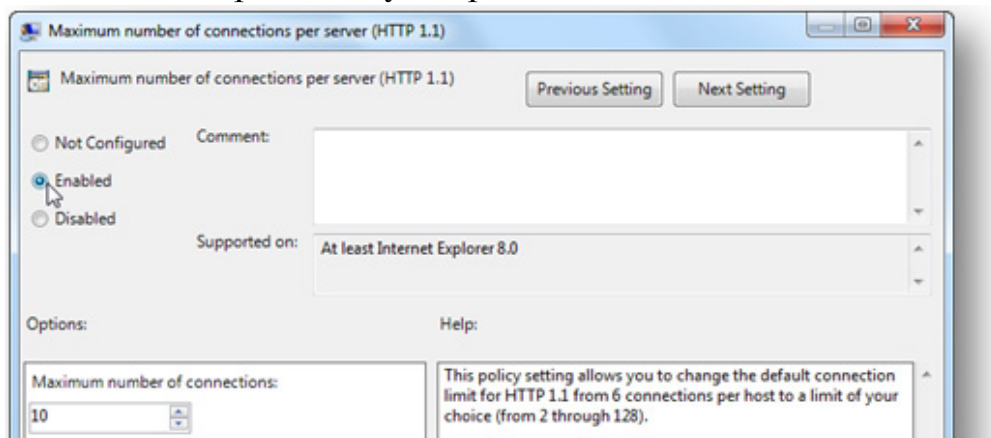 Maximum number of connections per server (HTTP 1.1)
Maximum number of connections per server (HTTP 1.1)
Previous Setting
Next Setting
Not Configured
Comment:
Enabled
Disabled
Supported on:
At least Internet Explorer 8.0
Options:
Help:
Maximum number of connections:
10
This policy setting allows you to change the default connection
limit for HTTP 1.1 from 6 connections per host to a limit of your
choice (from 2 through 128).